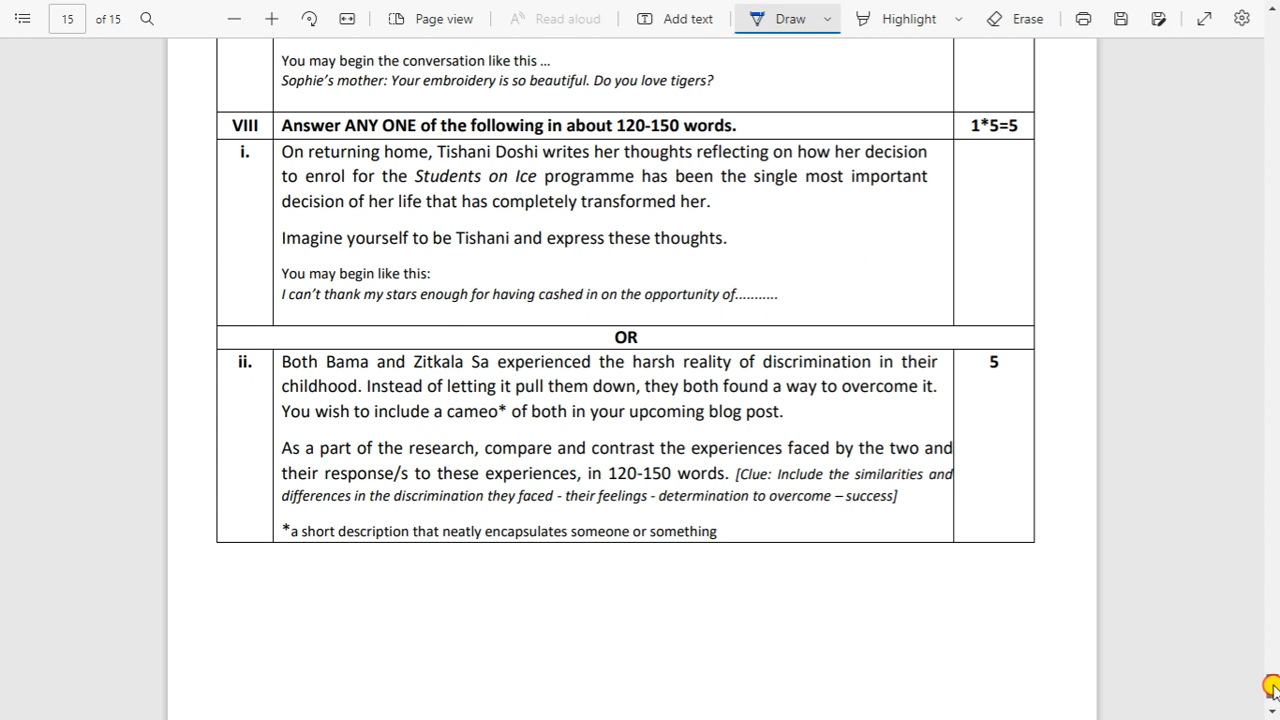 15
of 15
Page view
Read aloud
Add text
Draw
Highlight
Erase
You may begin the conversation like this …
Sophie's mother: Your embroidery is so beautiful. Do you love tigers?
VIII Answer ANY ONE of the following in about 120-150 words. 1*5=5
i. On returning home, Tishani Doshi writes her thoughts reflecting on how her decision
to enrol for the Students on Ice programme has been the single most important
decision of her life that has completely transformed her.
Imagine yourself to be Tishani and express these thoughts.
You may begin like this:
I can't thank my stars enough for having cashed in on the opportunity of...........
OR
ii. Both Bama and Zitkala Sa experienced the harsh reality of discrimination in their 5
childhood. Instead of letting it pull them down, they both found a way to overcome it.
You wish to include a cameo* of both in your upcoming blog post.
As a part of the research, compare and contrast the experiences faced by the two and
their response/s to these experiences, in 120-150 words. [Clue: Include the similarities and
differences in the discrimination they faced - their feelings - determination to overcome – success]
*a short description that neatly encapsulates someone or something